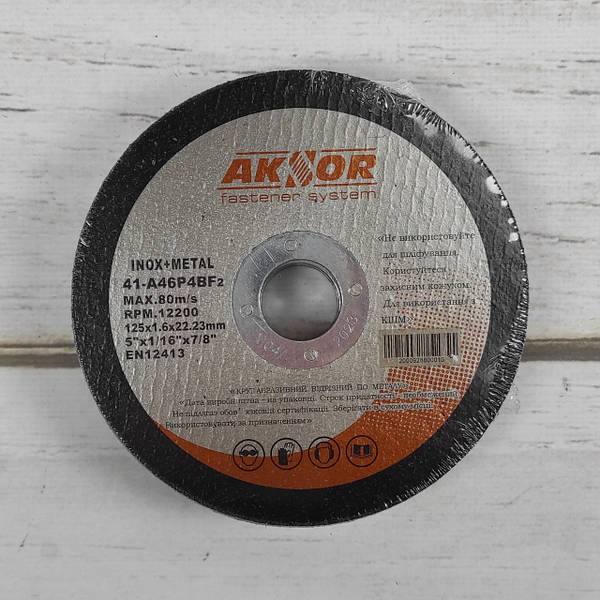 AKSOR
fastener system
INOX+METAL
41-A46P4BF2
MAX.80m/s
RPM.12200
125x1.6x22.23mm
5"x1/16"x7/8"
EN12413
«Не використовуйте
для шліфування.
Користуйтесь
захисним кожухом.
Для використання з
КШМ»
2023
«КРУГ АБРАЗИВНИЙ ВІДРІЗНИЙ ПО МЕТАЛУ».
«Дата виробництва – на упаковці. Строк придатності – необмежений.
Не підлягає обов'язковій сертифікації. Зберігати в сухому місці.
Використовувати за призначенням»